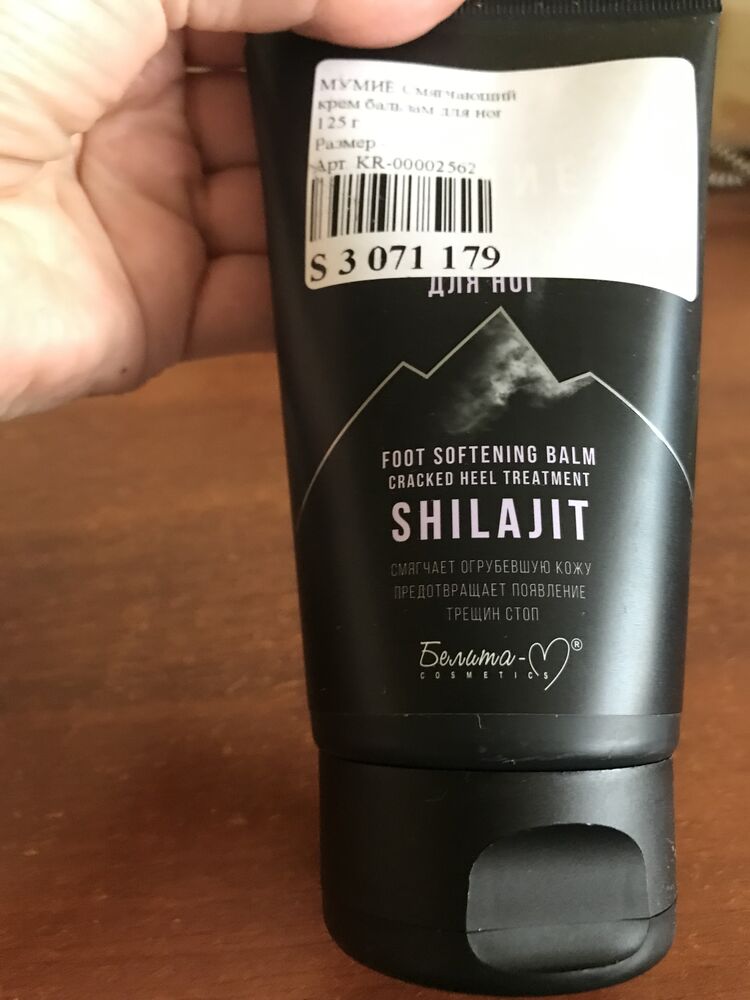 МУМИЁ Смягчающий
крем бальзам для ног
125 г
Размер
Арт. KR-00002562
S 3 071 179
ДЛЯ НОГ
FOOT SOFTENING BALM
CRACKED HEEL TREATMENT
SHILAJIT
СМЯГЧАЕТ ОГРУБЕВШУЮ КОЖУ
ПРЕДОТВРАЩАЕТ ПОЯВЛЕНИЕ
ТРЕЩИН СТОП
Белита-М®
COSMETICS